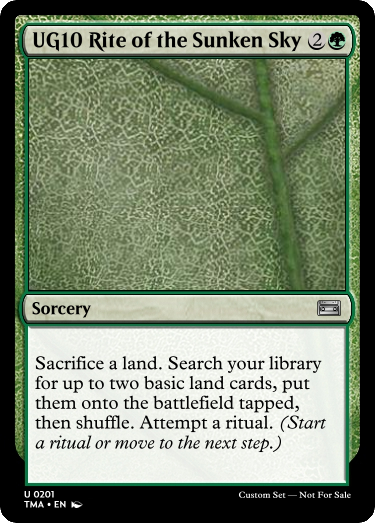 UG10 Rite of the Sunken Sky 2
Sorcery
Sacrifice a land. Search your library
for up to two basic land cards, put
them onto the battlefield tapped,
then shuffle. Attempt a ritual. (Start
a ritual or move to the next step.)
U 0201
TMA • EN
Custom Set — Not For Sale